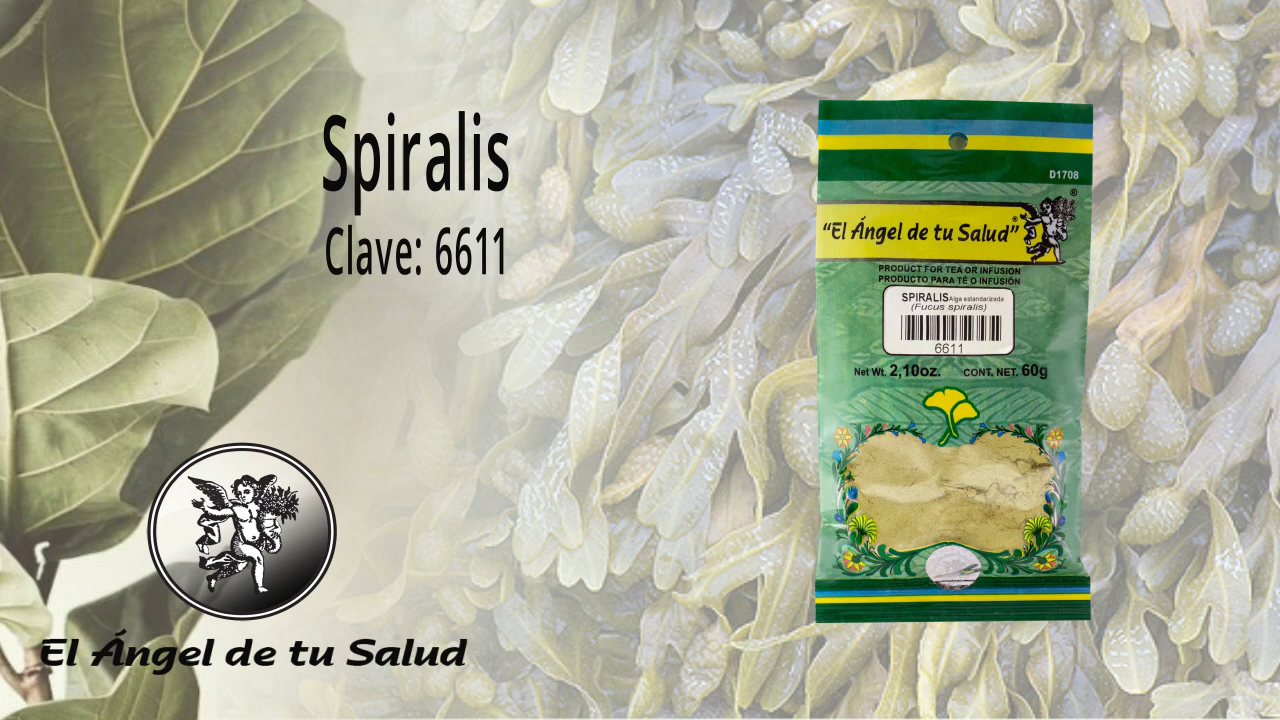 Spiralis
Clave: 6611
El Ángel de tu Salud
D1708
®
“El Ángel de tu Salud”®
PRODUCT FOR TEA OR INFUSION
PRODUCTO PARA TÉ O INFUSIÓN
SPIRALIS Alga estandarizada
(Fucus spiralis)
6611
Net Wt. 2,10oz. CONT. NET. 60g